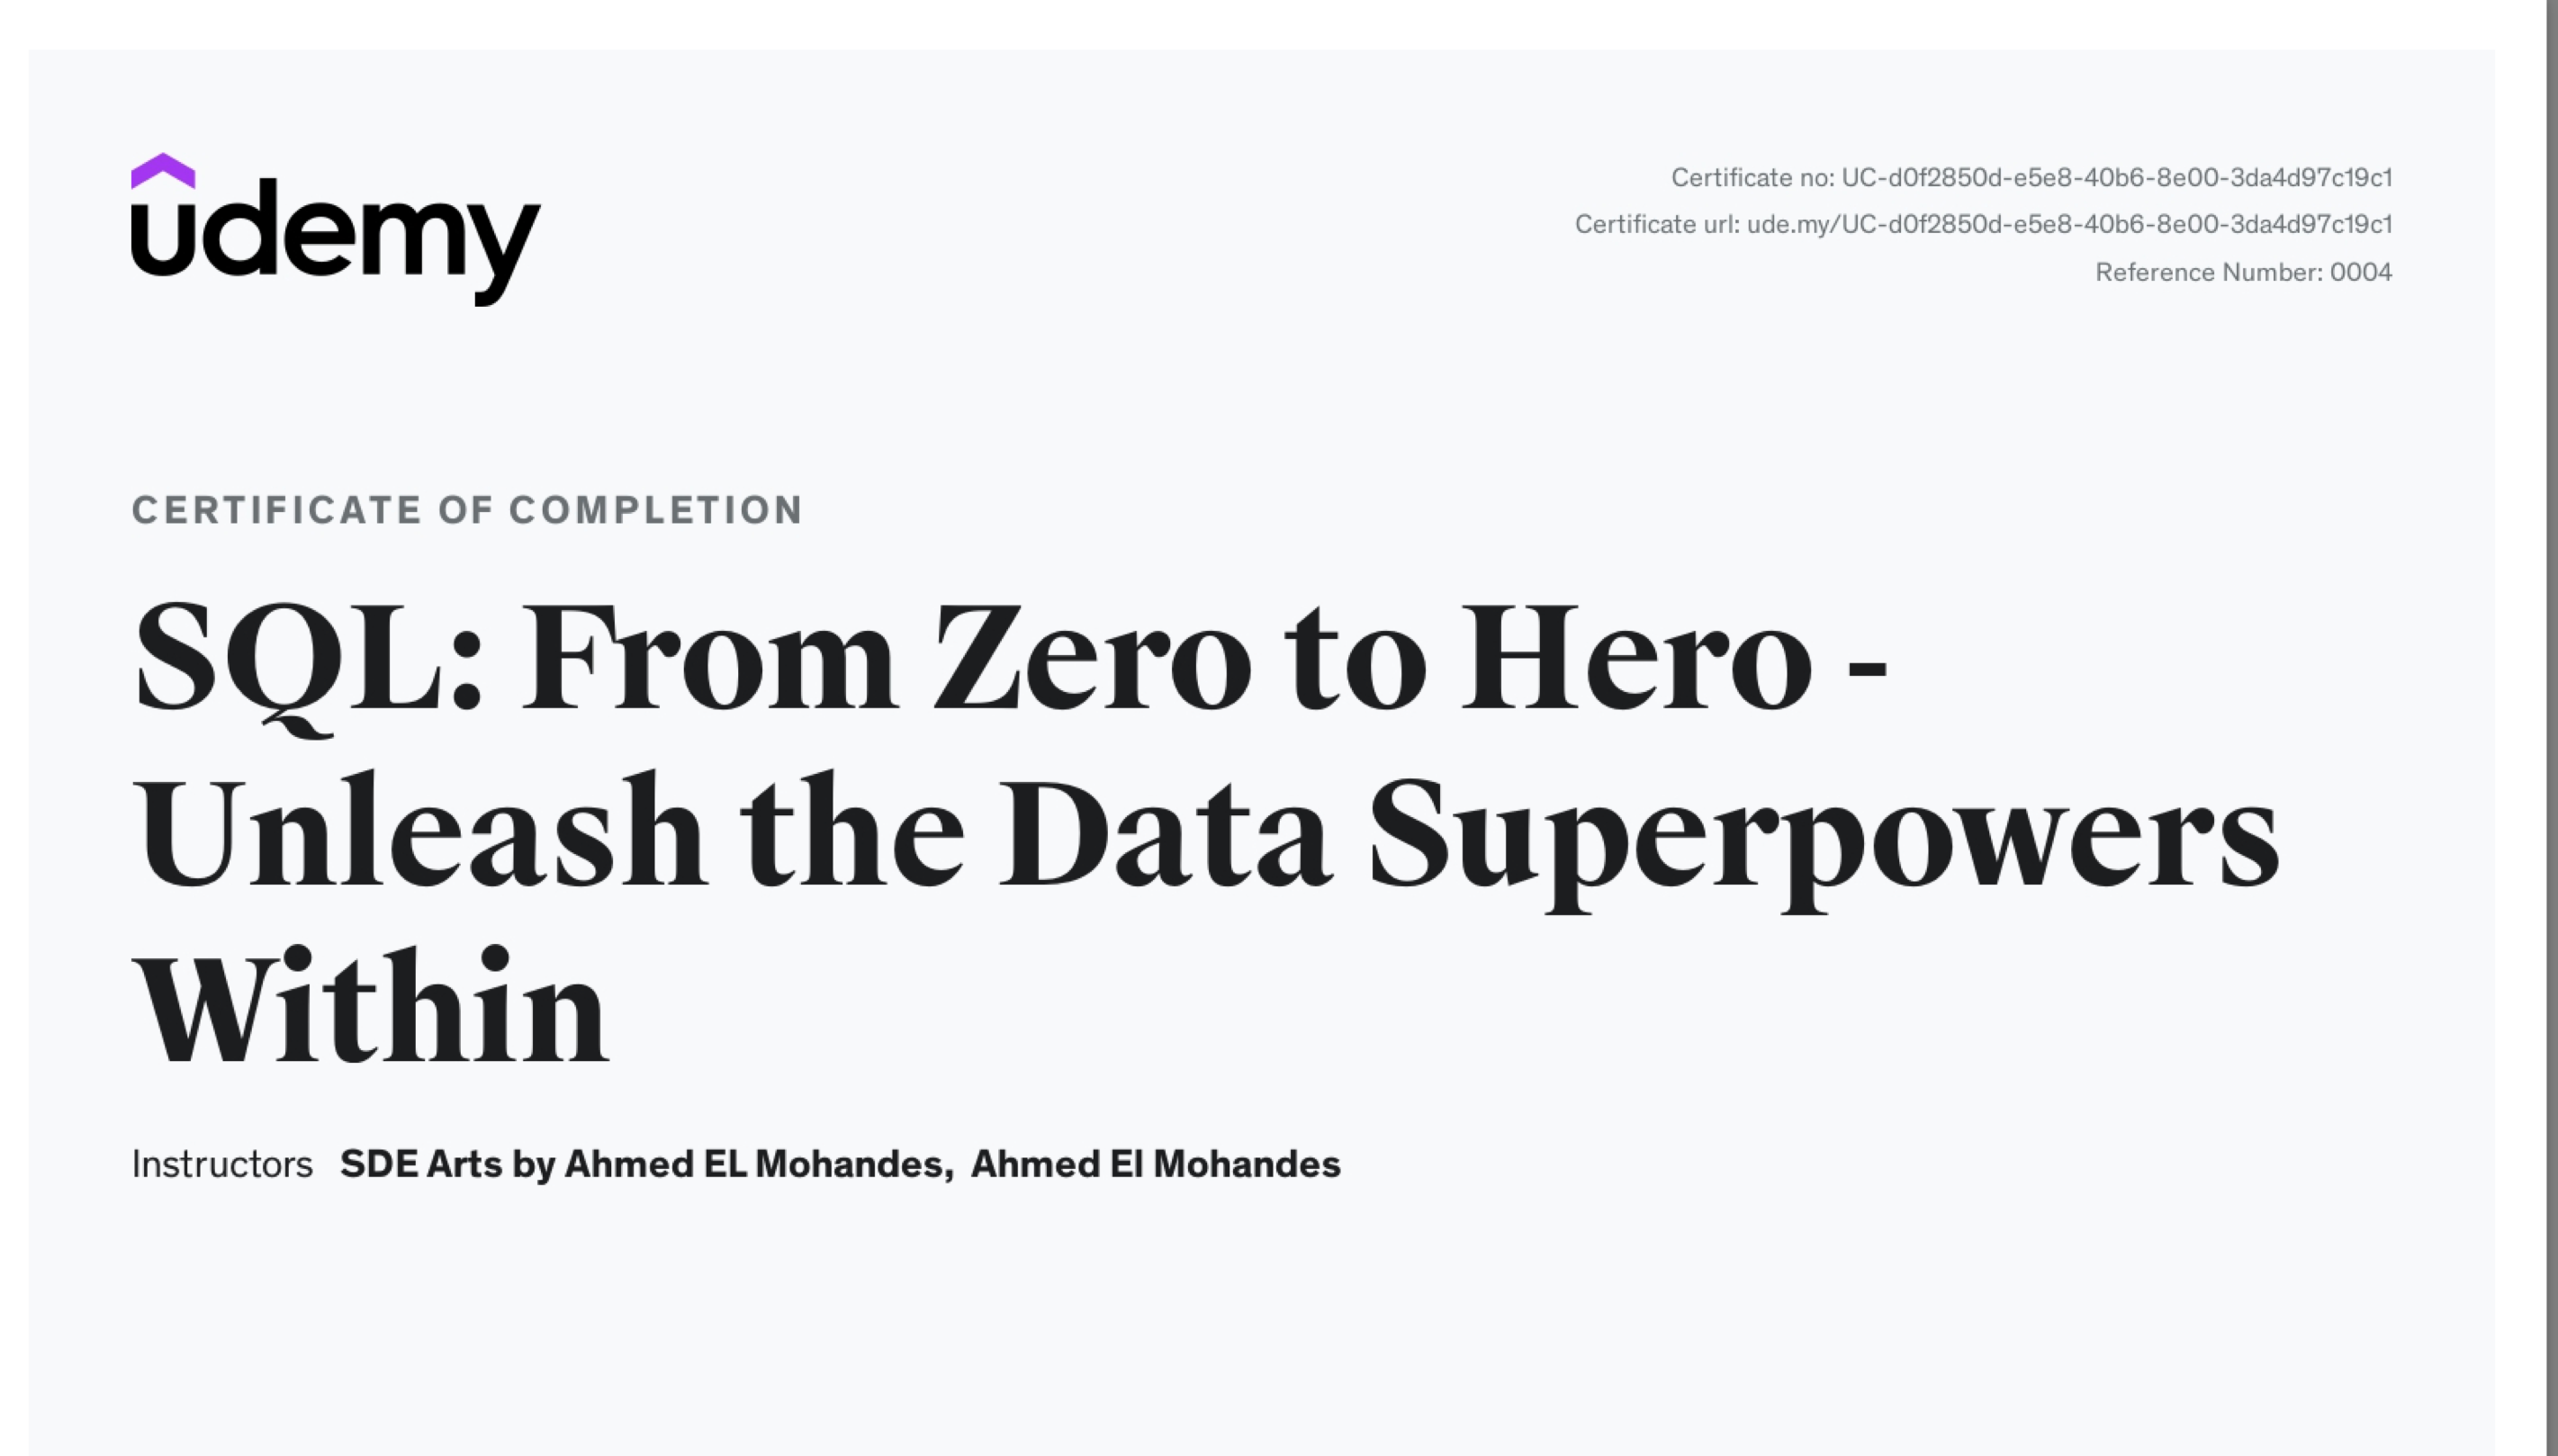 udemy
Certificate no: UC-d0f2850d-e5e8-40b6-8e00-3da4d97c19c1
Certificate url: ude.my/UC-d0f2850d-e5e8-40b6-8e00-3da4d97c19c1
Reference Number: 0004
CERTIFICATE OF COMPLETION
SQL: From Zero to Hero -
Unleash the Data Superpowers
Within
Instructors SDE Arts by Ahmed EL Mohandes, Ahmed El Mohandes